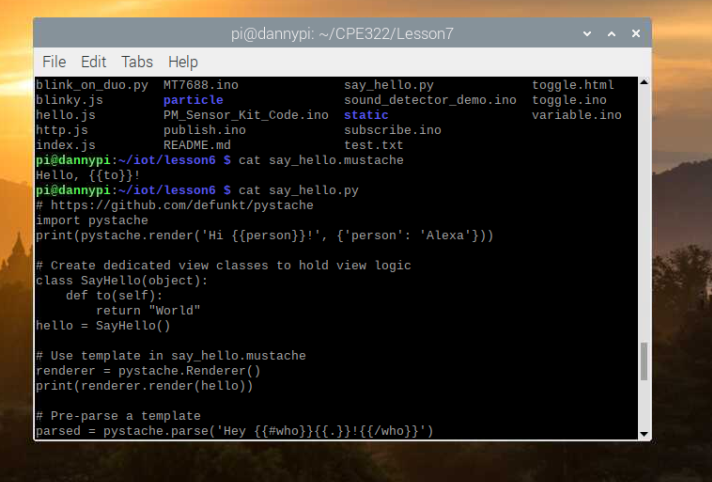 pi@dannypi: ~/CPE322/Lesson7
File Edit Tabs Help
blink_on_duo.py MT7688.ino say_hello.py toggle.html
blinky.js particle sound_detector_demo.ino toggle.ino
hello.js PM_Sensor_Kit_Code.ino static variable.ino
http.js publish.ino subscribe.ino
index.js README.md test.txt
pi@dannypi:~/iot/lesson6 $ cat say_hello.mustache
Hello, {{to}}!
pi@dannypi:~/iot/lesson6 $ cat say_hello.py
# https://github.com/defunkt/pystache
import pystache
print(pystache.render('Hi {{person}}!', {'person': 'Alexa'}))
# Create dedicated view classes to hold view logic
class SayHello(object):
    def to(self):
        return "World"
hello = SayHello()
# Use template in say_hello.mustache
renderer = pystache.Renderer()
print(renderer.render(hello))
# Pre-parse a template
parsed = pystache.parse('Hey {{#who}}{{.}}!{{/who}}')